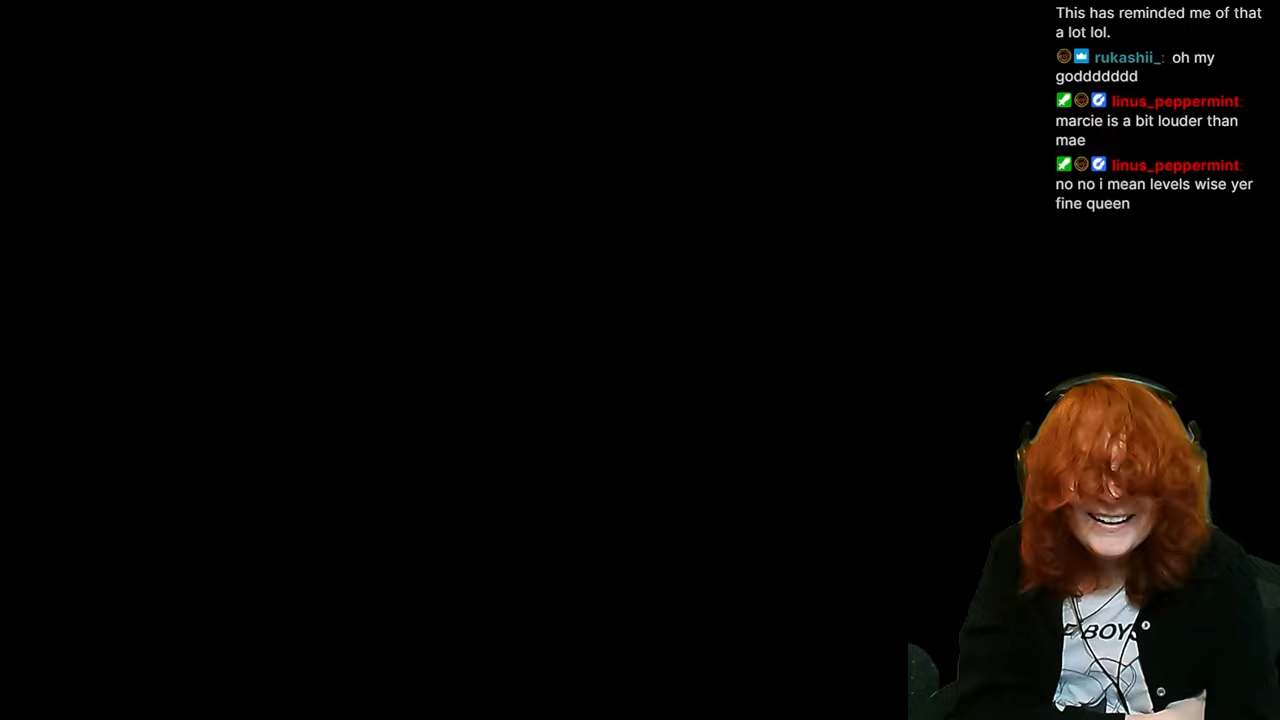 This has reminded me of that
a lot lol.
rukashii_: oh my
goddddddd
linus_peppermint:
marcie is a bit louder than
mae
linus_peppermint:
no no i mean levels wise yer
fine queen
BOYS